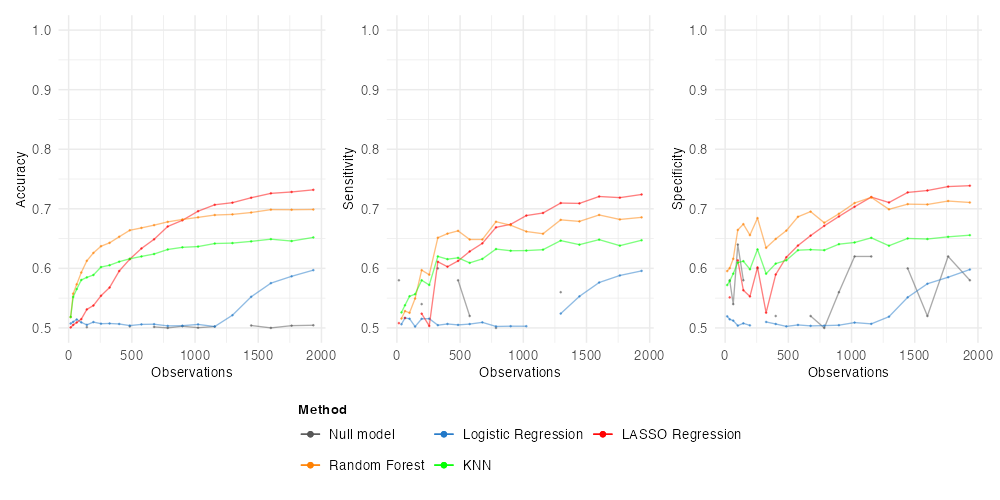 1.0
0.9
0.8
0.7
0.6
0.5
Accuracy
0 500 1000 1500 2000
Observations
1.0
0.9
0.8
0.7
0.6
0.5
Sensitivity
0 500 1000 1500 2000
Observations
1.0
0.9
0.8
0.7
0.6
0.5
Specificity
0 500 1000 1500 2000
Observations
Method
Null model Logistic Regression LASSO Regression
Random Forest KNN